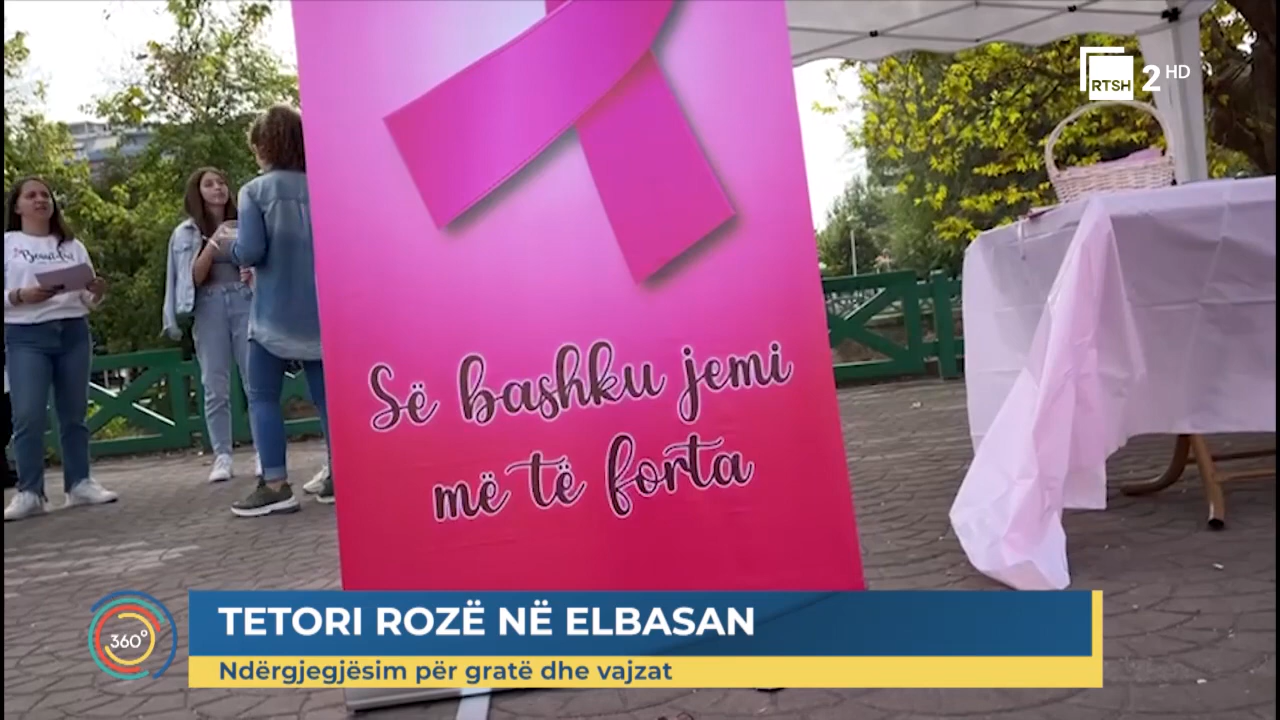 RTSH 2 HD
Beautiful
Së bashku jemi
më të forta
360°
TETORI ROZË NË ELBASAN
Ndërgjegjësim për gratë dhe vajzat